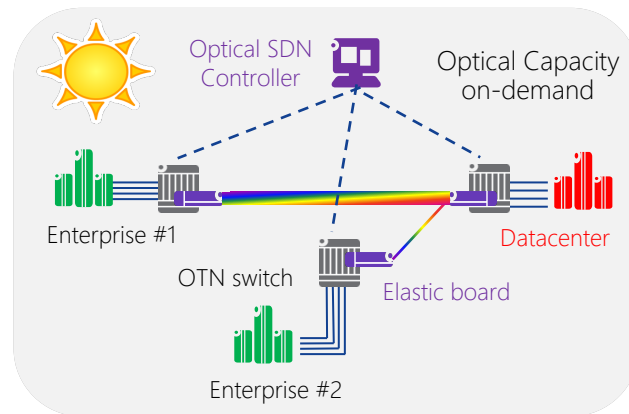 Optical SDN
Controller
Optical Capacity
on-demand
Enterprise #1
Datacenter
OTN switch
Elastic board
Enterprise #2